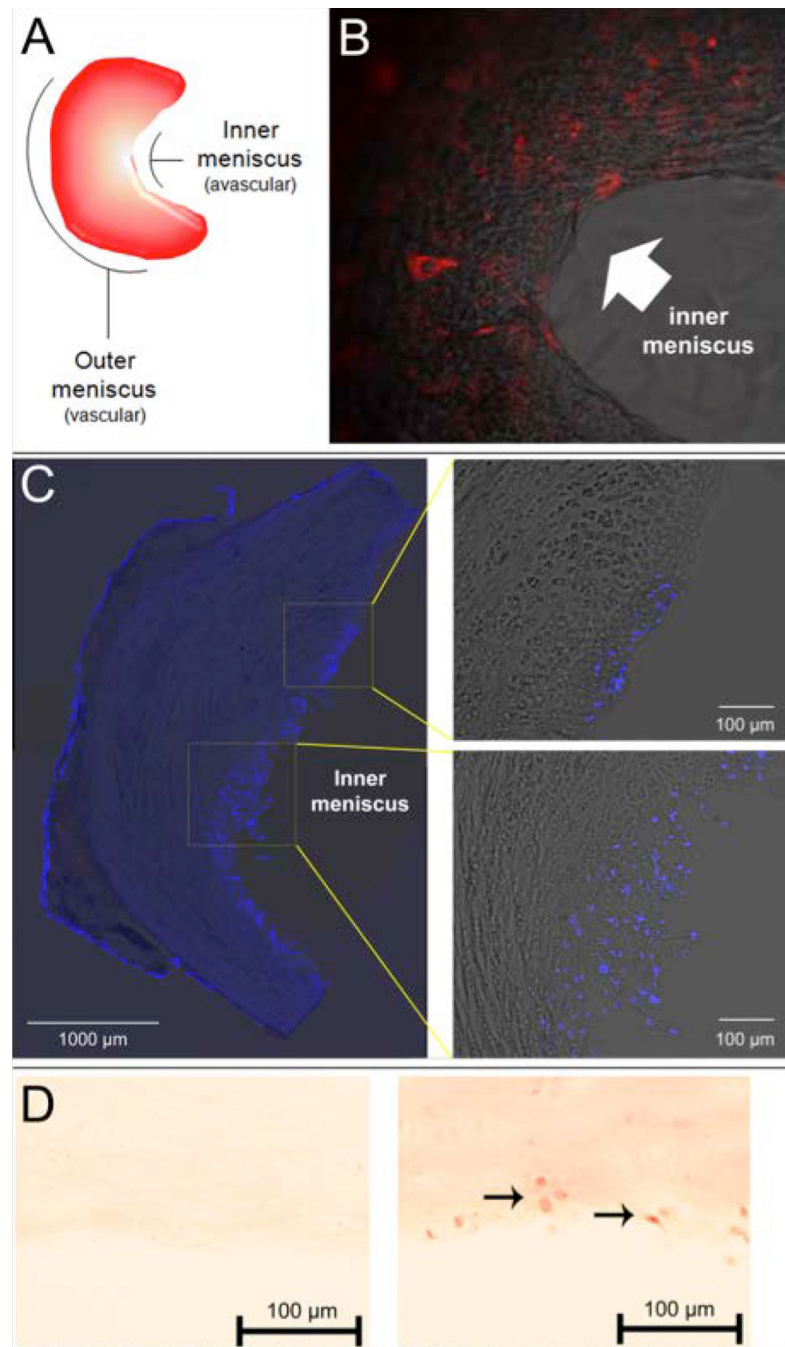 A
Inner
meniscus
(avascular)
Outer
meniscus
(vascular)
B
inner
meniscus
C
Inner
meniscus
1000 µm
100 µm
100 µm
D
100 µm
100 µm